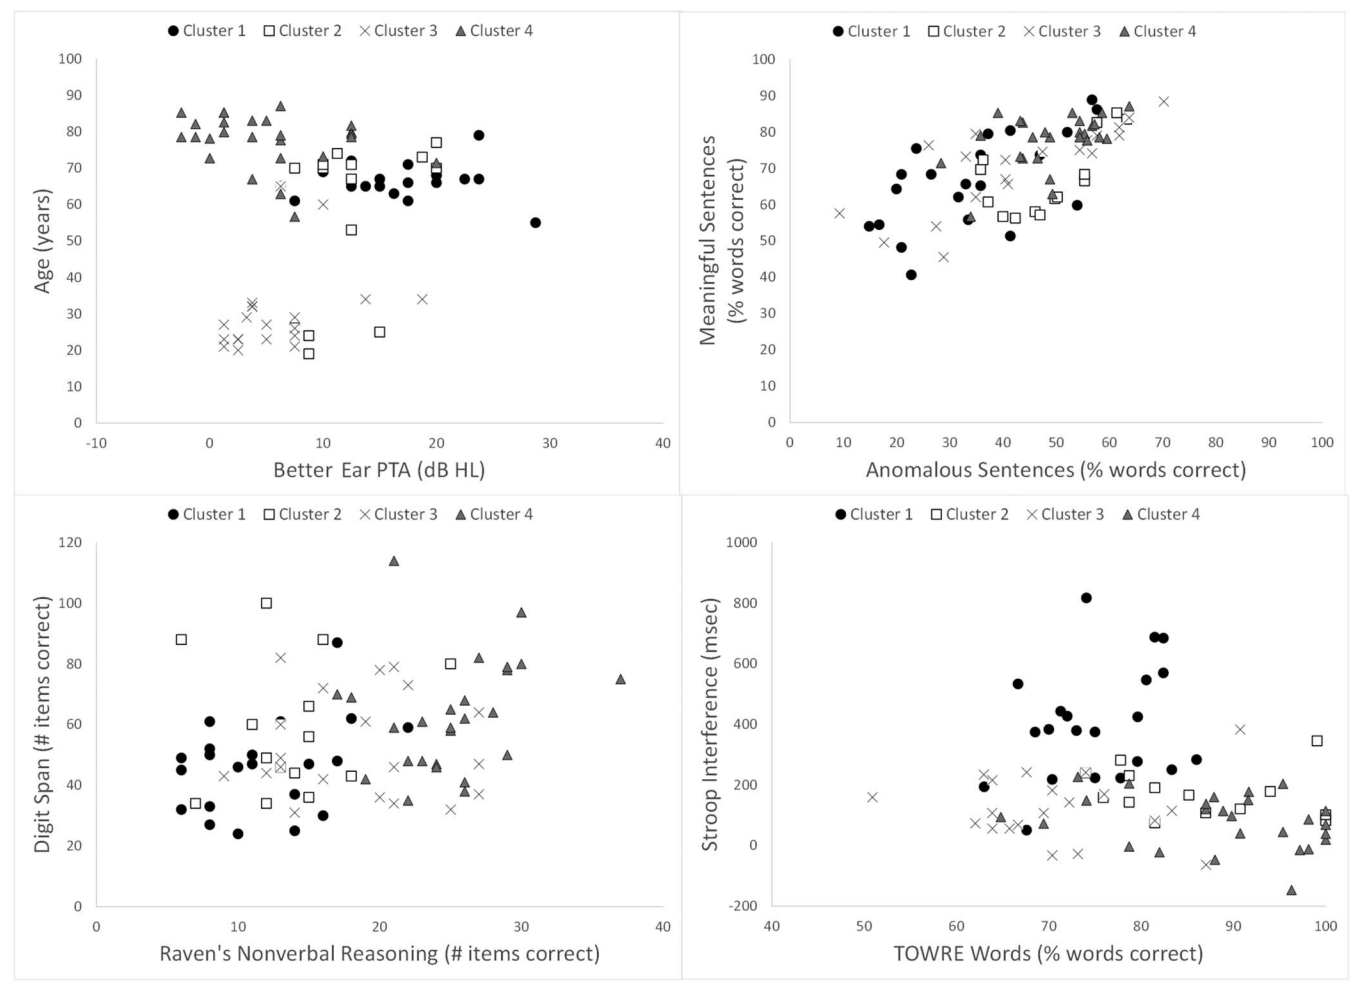 Cluster 1 Cluster 2 Cluster 3 Cluster 4
100
90
80
70
60
50
40
30
20
10
0
Age (years)
-10 0 10 20 30 40
Better Ear PTA (dB HL)
Cluster 1 Cluster 2 Cluster 3 Cluster 4
100
90
80
70
60
50
40
30
20
10
0
Meaningful Sentences
(% words correct)
0 10 20 30 40 50 60 70 80 90 100
Anomalous Sentences (% words correct)
Cluster 1 Cluster 2 Cluster 3 Cluster 4
120
100
80
60
40
20
0
Digit Span (# items correct)
0 10 20 30 40
Raven's Nonverbal Reasoning (# items correct)
Cluster 1 Cluster 2 Cluster 3 Cluster 4
1000
800
600
400
200
0
-200
Stroop Interference (msec)
40 50 60 70 80 90 100
TOWRE Words (% words correct)